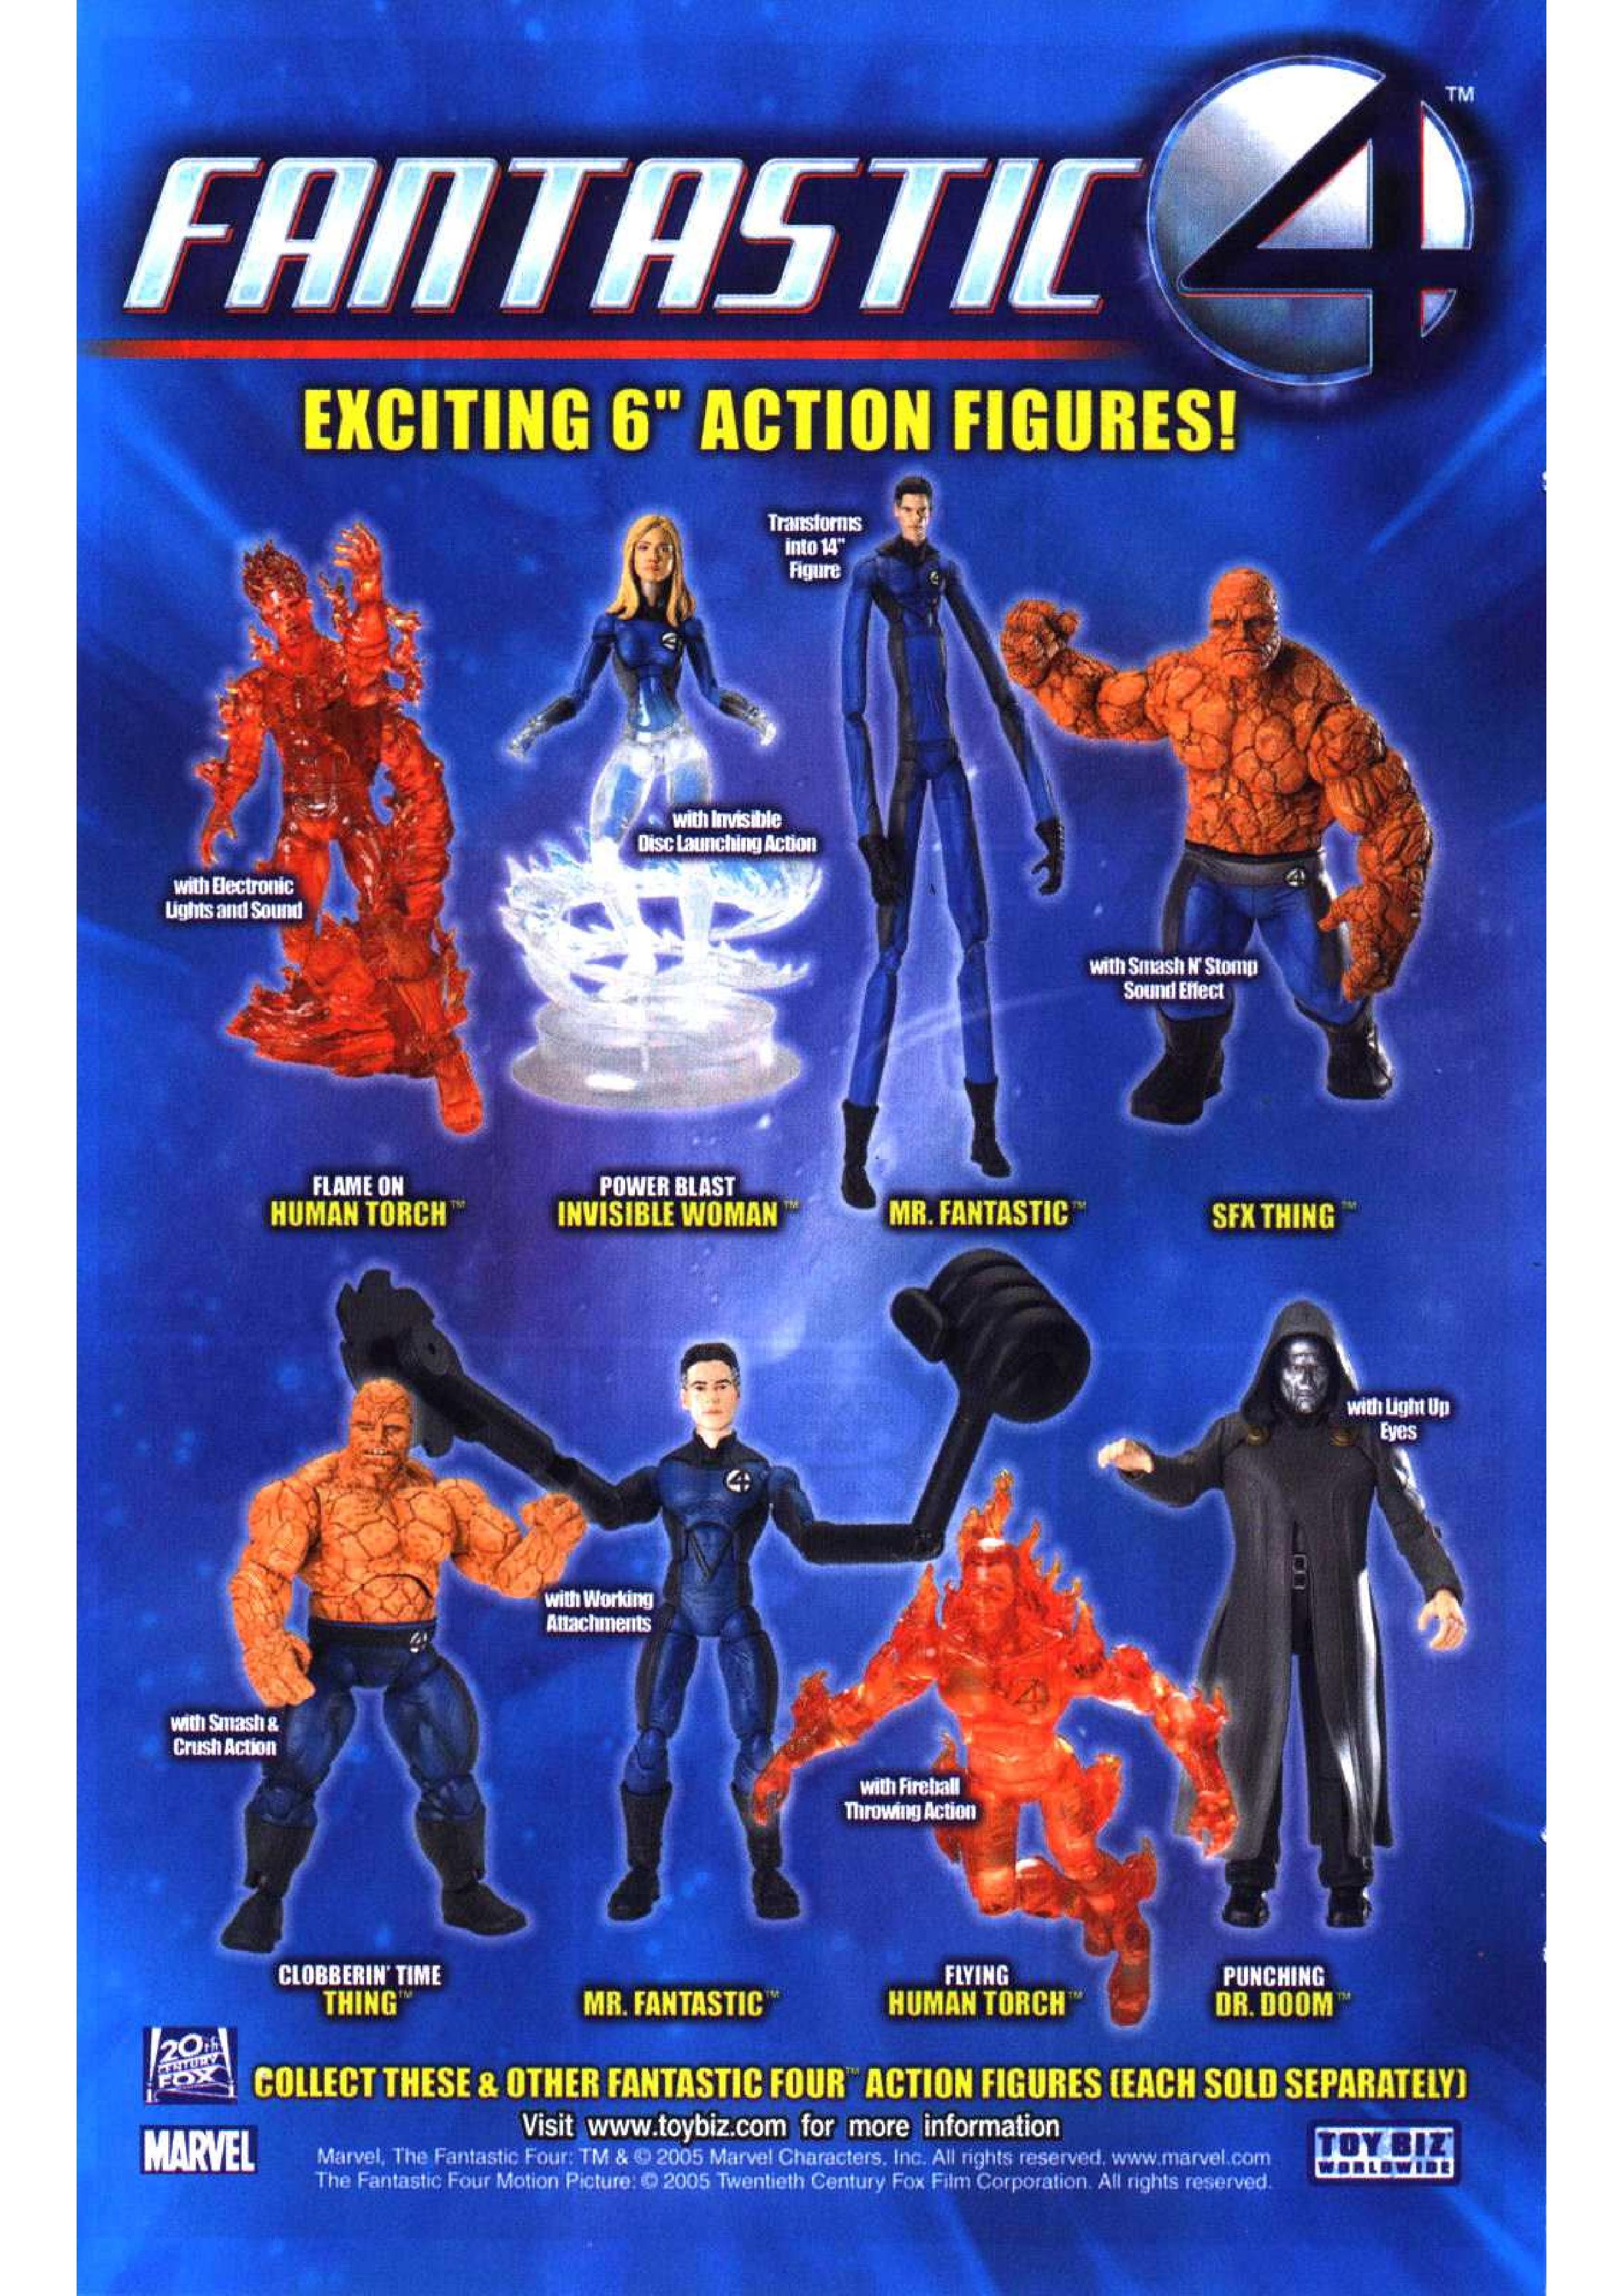 FANTASTIC 4 ™
EXCITING 6" ACTION FIGURES!
Transforms
into 14"
Figure
with Invisible
Disc Launching Action
with Electronic
Lights and Sound
with Smash N' Stomp
Sound Effect
FLAME ON
HUMAN TORCH™
POWER BLAST
INVISIBLE WOMAN™
MR. FANTASTIC™
SFX THING™
with Light Up
Eyes
with Working
Attachments
with Smash &
Crush Action
with Fireball
Throwing Action
CLOBBERIN' TIME
THING™
MR. FANTASTIC™
FLYING
HUMAN TORCH™
PUNCHING
DR. DOOM™
20th
CENTURY
FOX
COLLECT THESE & OTHER FANTASTIC FOUR™ ACTION FIGURES (EACH SOLD SEPARATELY)
Visit www.toybiz.com for more information
MARVEL
Marvel, The Fantastic Four: TM & © 2005 Marvel Characters, Inc. All rights reserved. www.marvel.com
The Fantastic Four Motion Picture: © 2005 Twentieth Century Fox Film Corporation. All rights reserved.
TOY BIZ
WORLDWIDE